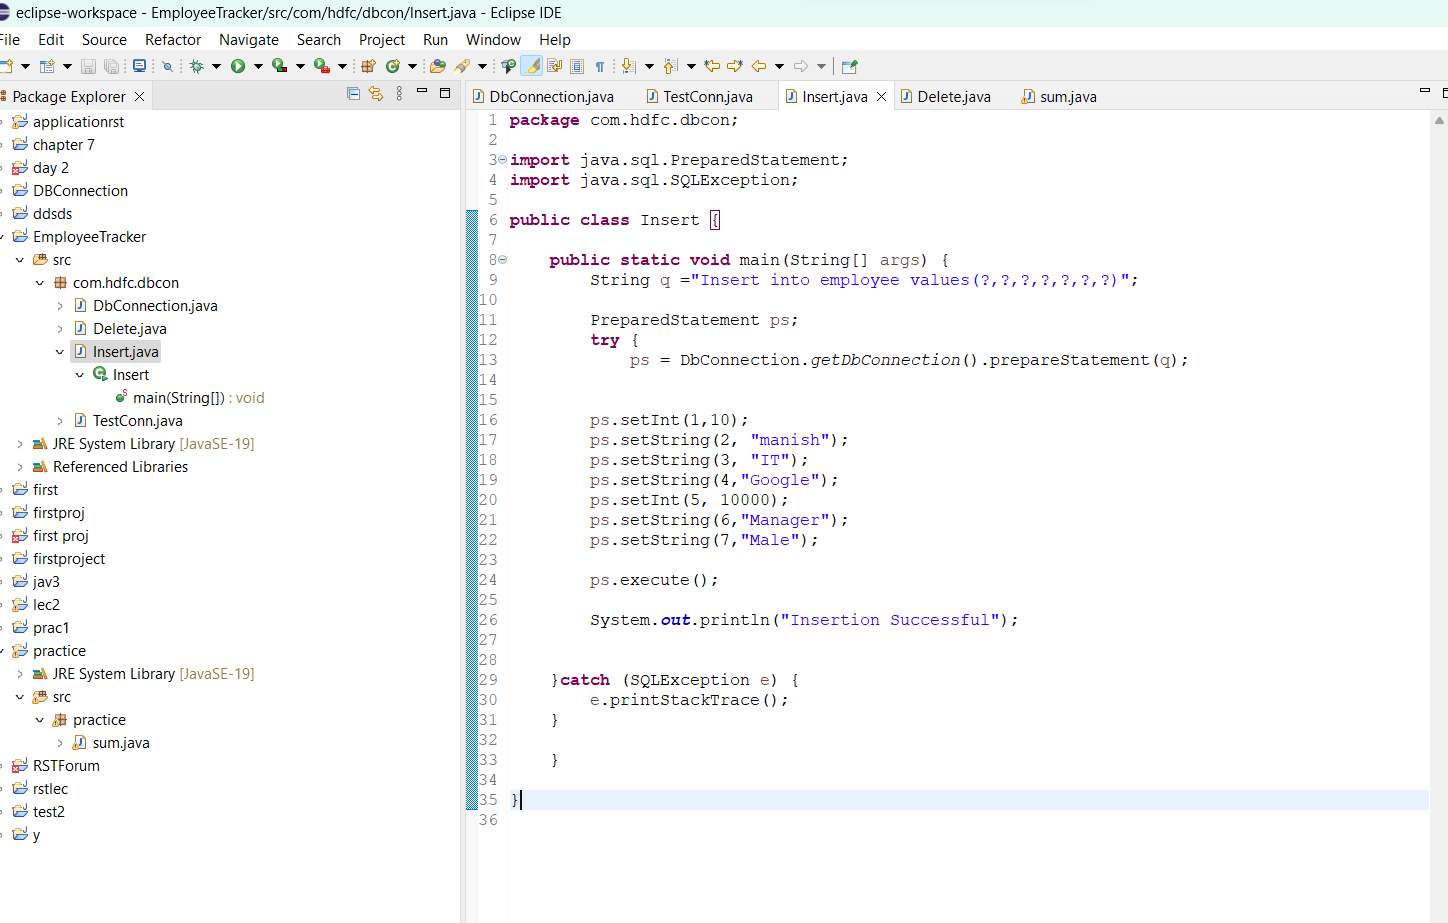 eclipse-workspace - EmployeeTracker/src/com/hdfc/dbcon/Insert.java - Eclipse IDE
File Edit Source Refactor Navigate Search Project Run Window Help
Package Explorer
applicationrst
chapter 7
day 2
DBConnection
ddsds
EmployeeTracker
src
com.hdfc.dbcon
DbConnection.java
Delete.java
Insert.java
Insert
main(String[]) : void
TestConn.java
JRE System Library [JavaSE-19]
Referenced Libraries
first
firstproj
first proj
firstproject
jav3
lec2
prac1
practice
JRE System Library [JavaSE-19]
src
practice
sum.java
RSTForum
rstlec
test2
y
DbConnection.java TestConn.java Insert.java Delete.java sum.java
1 package com.hdfc.dbcon;
2
3 import java.sql.PreparedStatement;
4 import java.sql.SQLException;
5
6 public class Insert {
7
8 public static void main(String[] args) {
9 String q ="Insert into employee values(?,?,?,?,?,?,?)";
10
11 PreparedStatement ps;
12 try {
13 ps = DbConnection.getDbConnection().prepareStatement(q);
14
15
16 ps.setInt(1,10);
17 ps.setString(2, "manish");
18 ps.setString(3, "IT");
19 ps.setString(4,"Google");
20 ps.setInt(5, 10000);
21 ps.setString(6,"Manager");
22 ps.setString(7,"Male");
23
24 ps.execute();
25
26 System.out.println("Insertion Successful");
27
28
29 }catch (SQLException e) {
30 e.printStackTrace();
31 }
32
33 }
34
35 }
36